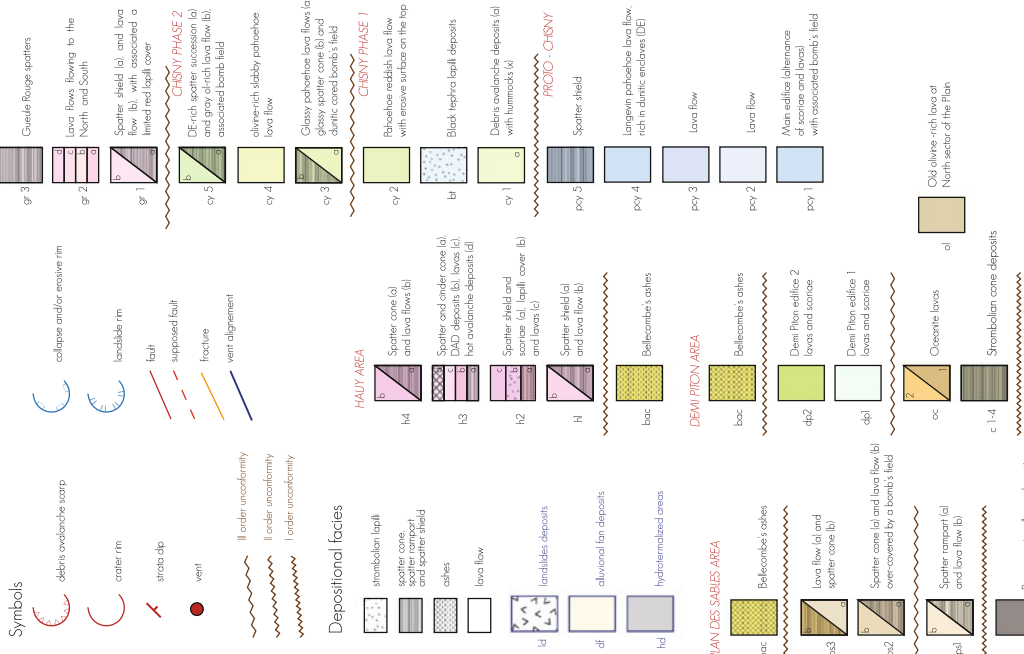 Symbols
debris avalanche scarp
crater rim
strata dip
vent
III order unconformity
II order unconformity
I order unconformity
Depositional facies
strombolian lapilli
spatter cone,
spatter rampart
and spatter shield
ashes
lava flow
ld
landslides deposits
df
alluvional fan deposits
hd
hydrotermalized areas
LAN DES SABLES AREA
bac
Bellecombe's ashes
ps3
b
a
Lava flow (a) and
spatter cone (b)
ps2
b
a
Spatter cone (a) and lava flow (b)
over-covered by a bomb's field
ps1
b
a
Spatter rampart (a)
and lava flow (b)
collapse and/or erosive rim
landslide rim
fault
supposed fault
fracture
vent alignement
HAUY AREA
h4
b
a
Spatter cone (a)
and lava flows (b)
h3
d
c
b
a
Spatter and cinder cone (a),
DAD deposits (b), lavas (c),
hot avalanche deposits (d)
h2
c
b
a
Spatter shield and
scoriae (a), lapilli cover (b)
and lavas (c)
h1
b
a
Spatter shield (a)
and lava flow (b)
bac
Bellecombe's ashes
DEMI PITON AREA
bac
Bellecombe's ashes
dp2
Demi Piton edifice 2
lavas and scoriae
dp1
Demi Piton edifice 1
lavas and scoriae
oc
2
1
Oceanite lavas
c 1-4
Strombolian cone deposits
gr 3
Gueule Rouge spatters
gr 2
d
c
b
a
Lava flows flowing to the
North and South
gr 1
b
a
Spatter shield (a), and lava
flow (b), with associated a
limited red lapilli cover
CHISNY PHASE 2
cy 5
b
a
DE-rich spatter succession (a)
and gray ol-rich lava flow (b),
associated bomb field
cy 4
olivine-rich slabby pahoehoe
lava flow
cy 3
b
a
Glassy pahoehoe lava flows (a
glassy spatter cone (b) and
dunitic cored bomb's field
CHISNY PHASE 1
cy 2
Pahoehoe reddish lava flow
with erosive surface on the top
bt
Black tephra lapilli deposits
cy 1
a
Debris avalanche deposits (a)
with hummocks (x)
PROTO - CHISNY
pcy 5
Spatter shield
pcy 4
Langevin pahoehoe lava flow,
rich in dunitic enclaves (DE)
pcy 3
Lava flow
pcy 2
Lava flow
pcy 1
Main edifice (alternance
of scoriae and lavas)
with associated bomb's field
ol
Old olivine -rich lava at
North sector of the Plan